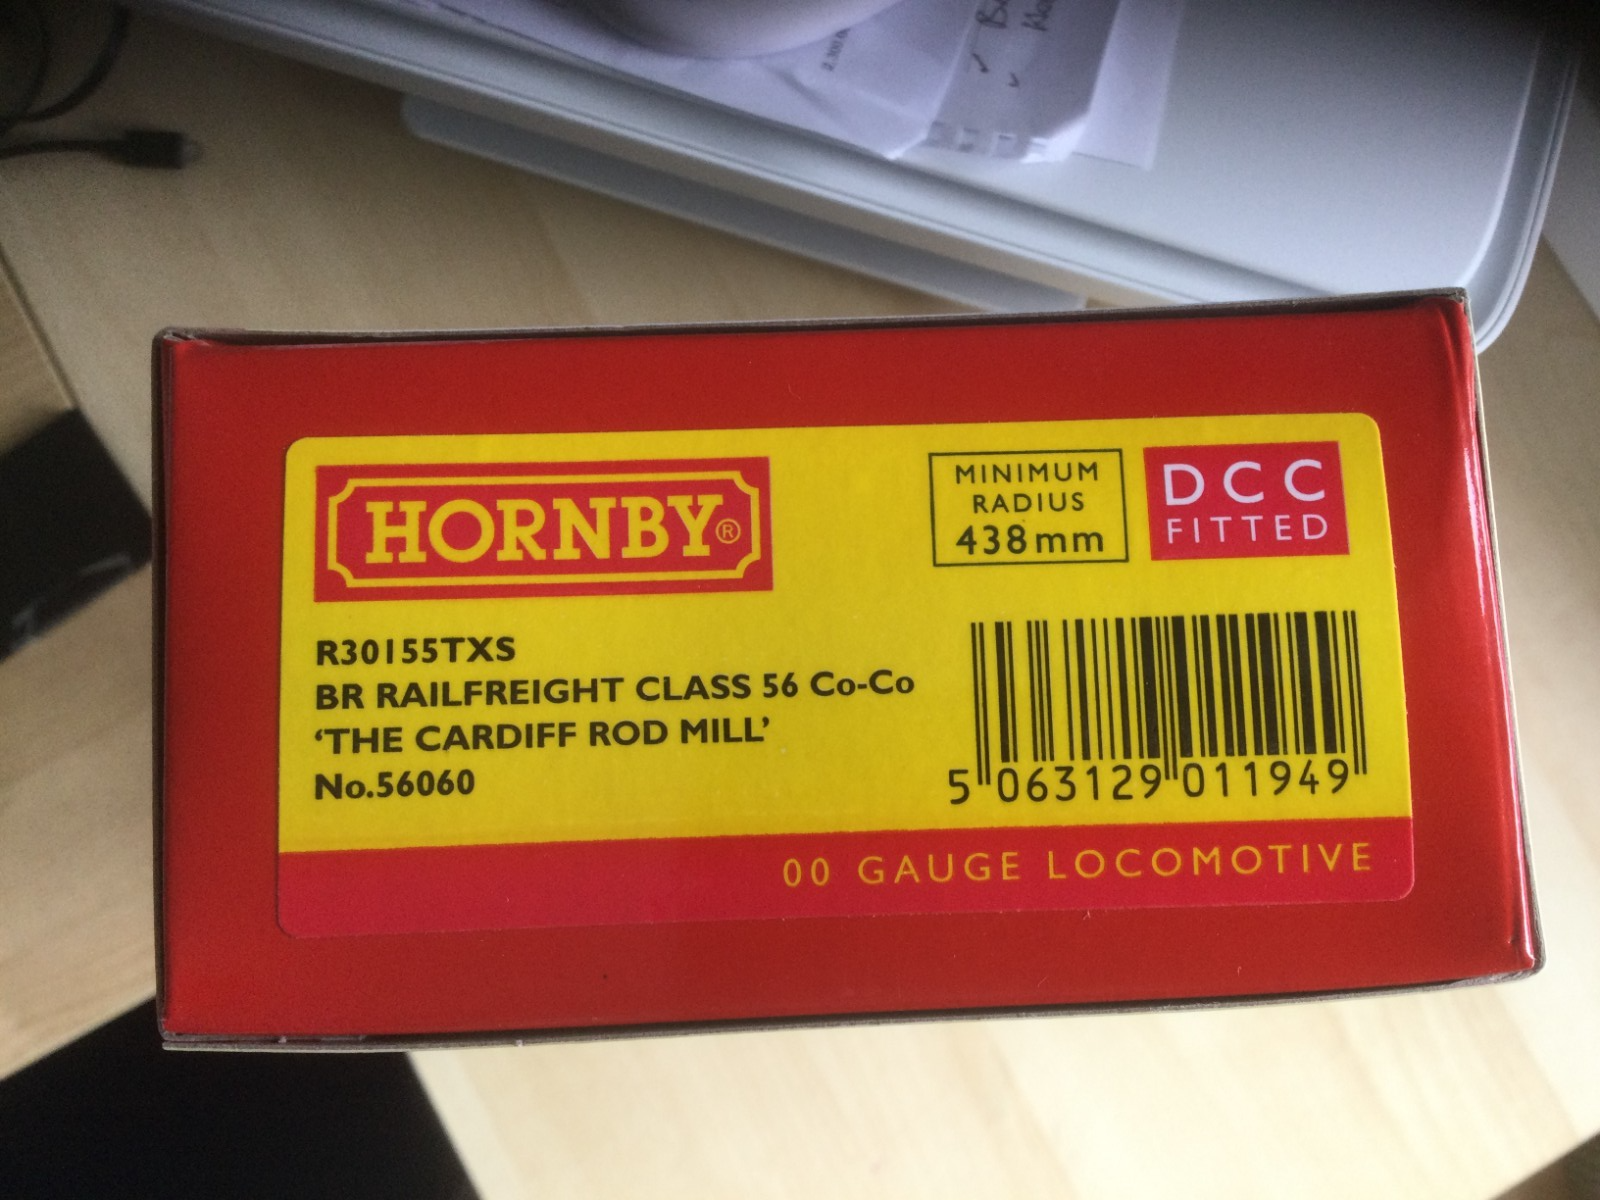 HORNBY®
MINIMUM
RADIUS
438mm
DCC
FITTED
R30155TXS
BR RAILFREIGHT CLASS 56 Co-Co
‘THE CARDIFF ROD MILL’
No.56060
5 063129 011949
00 GAUGE LOCOMOTIVE